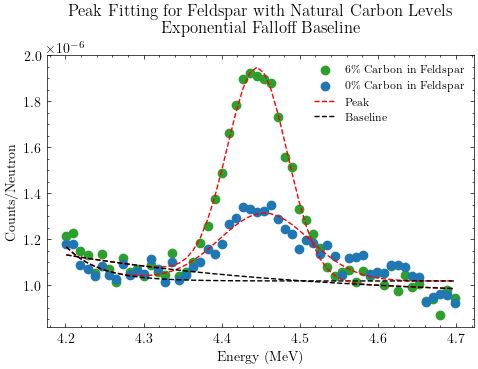 Peak Fitting for Feldspar with Natural Carbon Levels
Exponential Falloff Baseline
×10⁻⁶
2.0
1.8
1.6
1.4
1.2
1.0
Counts/Neutron
6% Carbon in Feldspar
0% Carbon in Feldspar
Peak
Baseline
4.2 4.3 4.4 4.5 4.6 4.7
Energy (MeV)